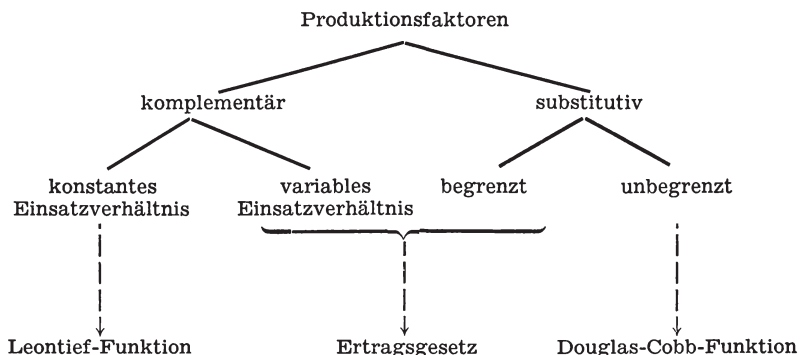 Produktionsfaktoren
komplementär substitutiv
konstantes variables begrenzt unbegrenzt
Einsatzverhältnis Einsatzverhältnis
Leontief-Funktion Ertragsgesetz Douglas-Cobb-Funktion